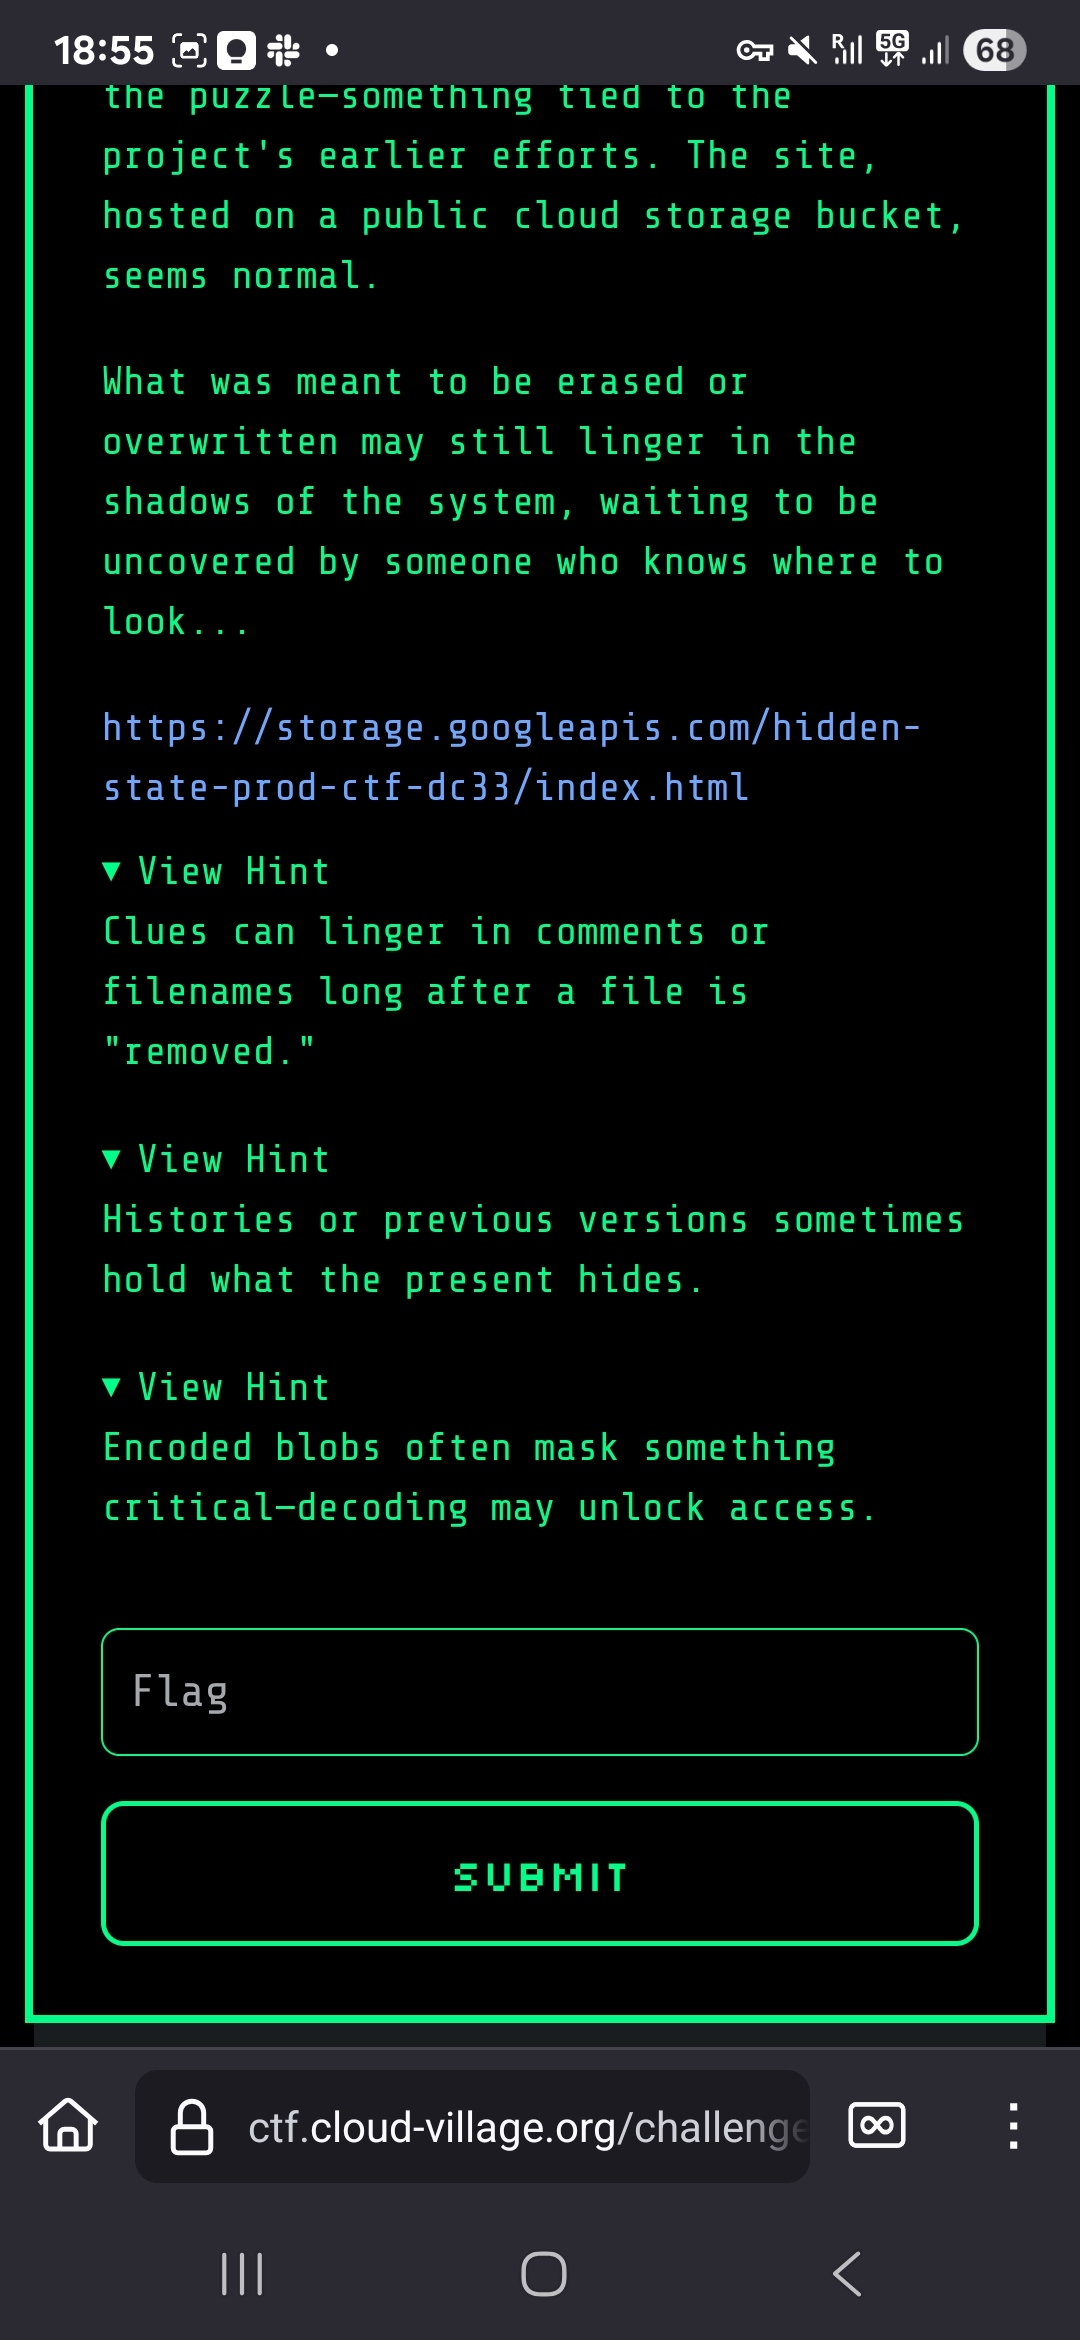 18:55
R
5G
68
the puzzle—something tied to the
project's earlier efforts. The site,
hosted on a public cloud storage bucket,
seems normal.
What was meant to be erased or
overwritten may still linger in the
shadows of the system, waiting to be
uncovered by someone who knows where to
look...
https://storage.googleapis.com/hidden-
state-prod-ctf-dc33/index.html
▼ View Hint
Clues can linger in comments or
filenames long after a file is
"removed."
▼ View Hint
Histories or previous versions sometimes
hold what the present hides.
▼ View Hint
Encoded blobs often mask something
critical—decoding may unlock access.
Flag
SUBMIT
ctf.cloud-village.org/challenge